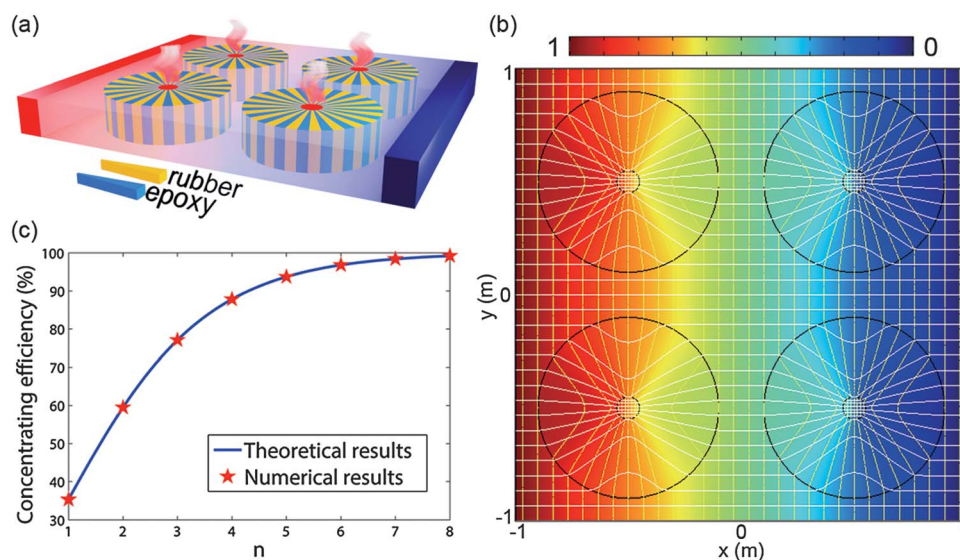 (a)
rubber
epoxy
(b)
1
0
1
0
-1
y (m)
-1
0
x (m)
(c)
Concentrating efficiency (%)
100
90
80
70
60
50
40
30
Theoretical results
Numerical results
1 2 3 4 5 6 7 8
n